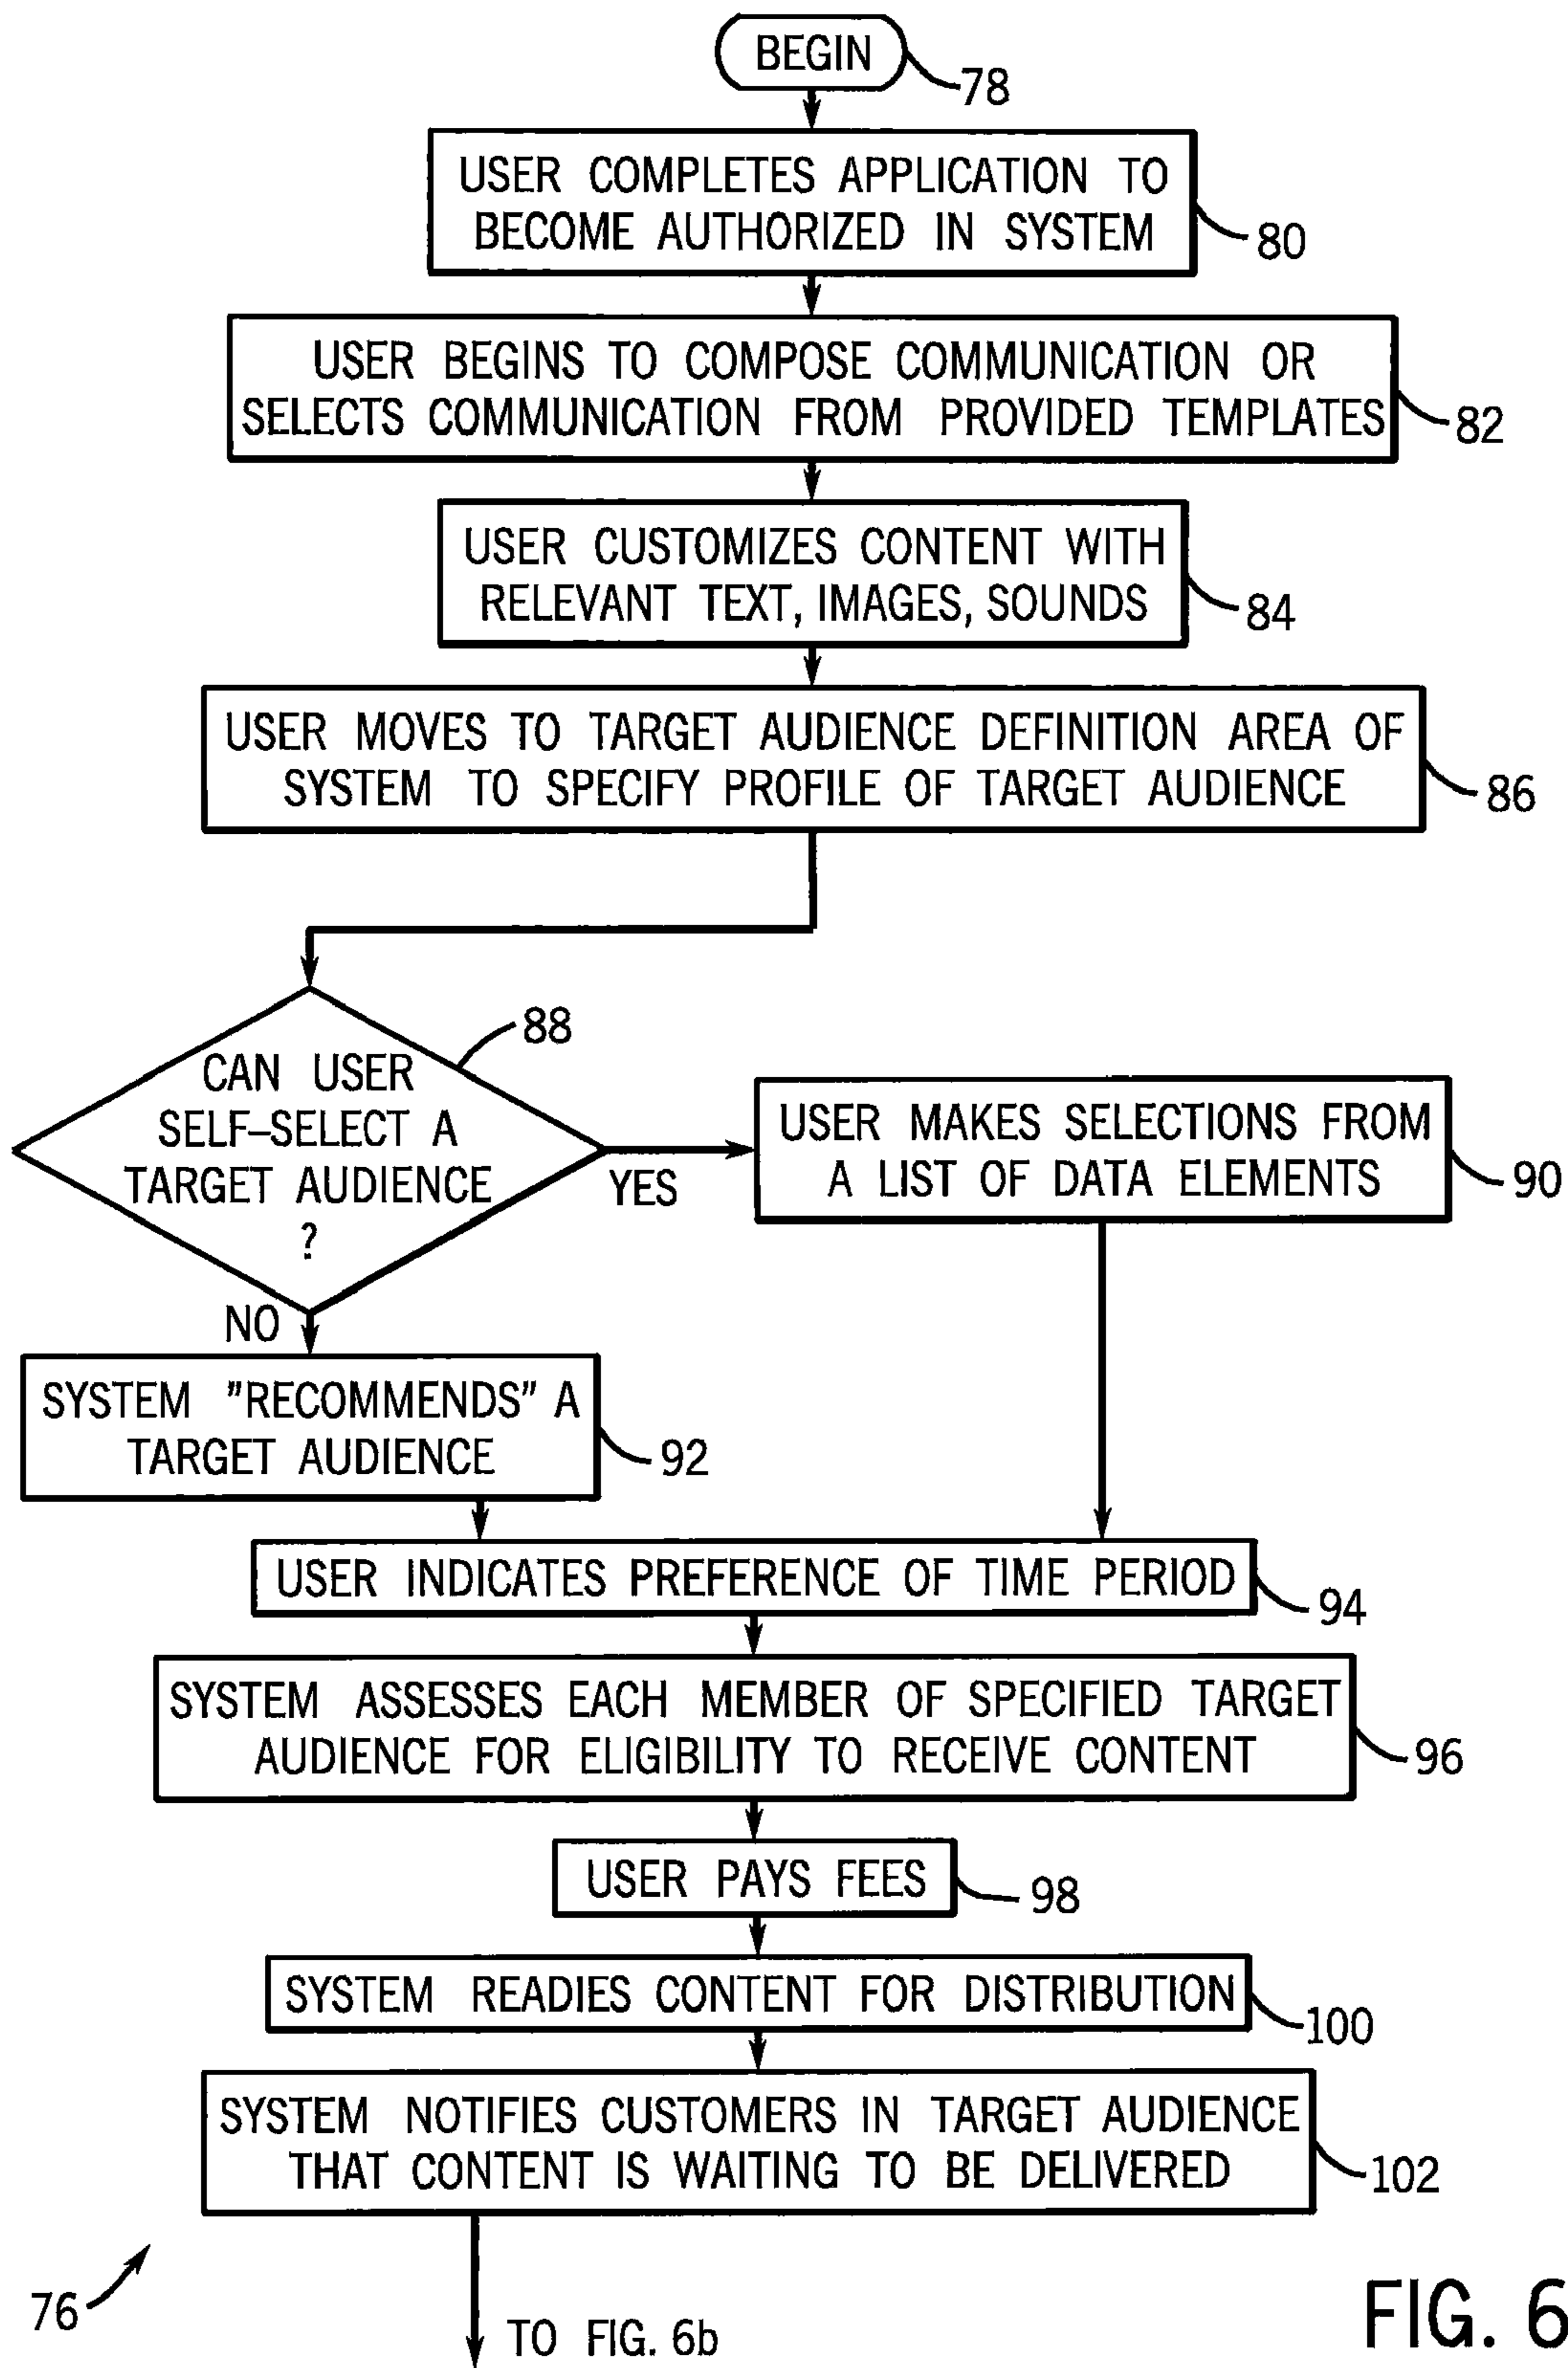 BEGIN
78
USER COMPLETES APPLICATION TO
BECOME AUTHORIZED IN SYSTEM
80
USER BEGINS TO COMPOSE COMMUNICATION OR
SELECTS COMMUNICATION FROM PROVIDED TEMPLATES
82
USER CUSTOMIZES CONTENT WITH
RELEVANT TEXT, IMAGES, SOUNDS
84
USER MOVES TO TARGET AUDIENCE DEFINITION AREA OF
SYSTEM TO SPECIFY PROFILE OF TARGET AUDIENCE
86
88
CAN USER
SELF-SELECT A
TARGET AUDIENCE
?
YES
USER MAKES SELECTIONS FROM
A LIST OF DATA ELEMENTS
90
NO
SYSTEM "RECOMMENDS" A
TARGET AUDIENCE
92
USER INDICATES PREFERENCE OF TIME PERIOD
94
SYSTEM ASSESSES EACH MEMBER OF SPECIFIED TARGET
AUDIENCE FOR ELIGIBILITY TO RECEIVE CONTENT
96
USER PAYS FEES
98
SYSTEM READIES CONTENT FOR DISTRIBUTION
100
SYSTEM NOTIFIES CUSTOMERS IN TARGET AUDIENCE
THAT CONTENT IS WAITING TO BE DELIVERED
102
76
TO FIG. 6b
FIG. 6